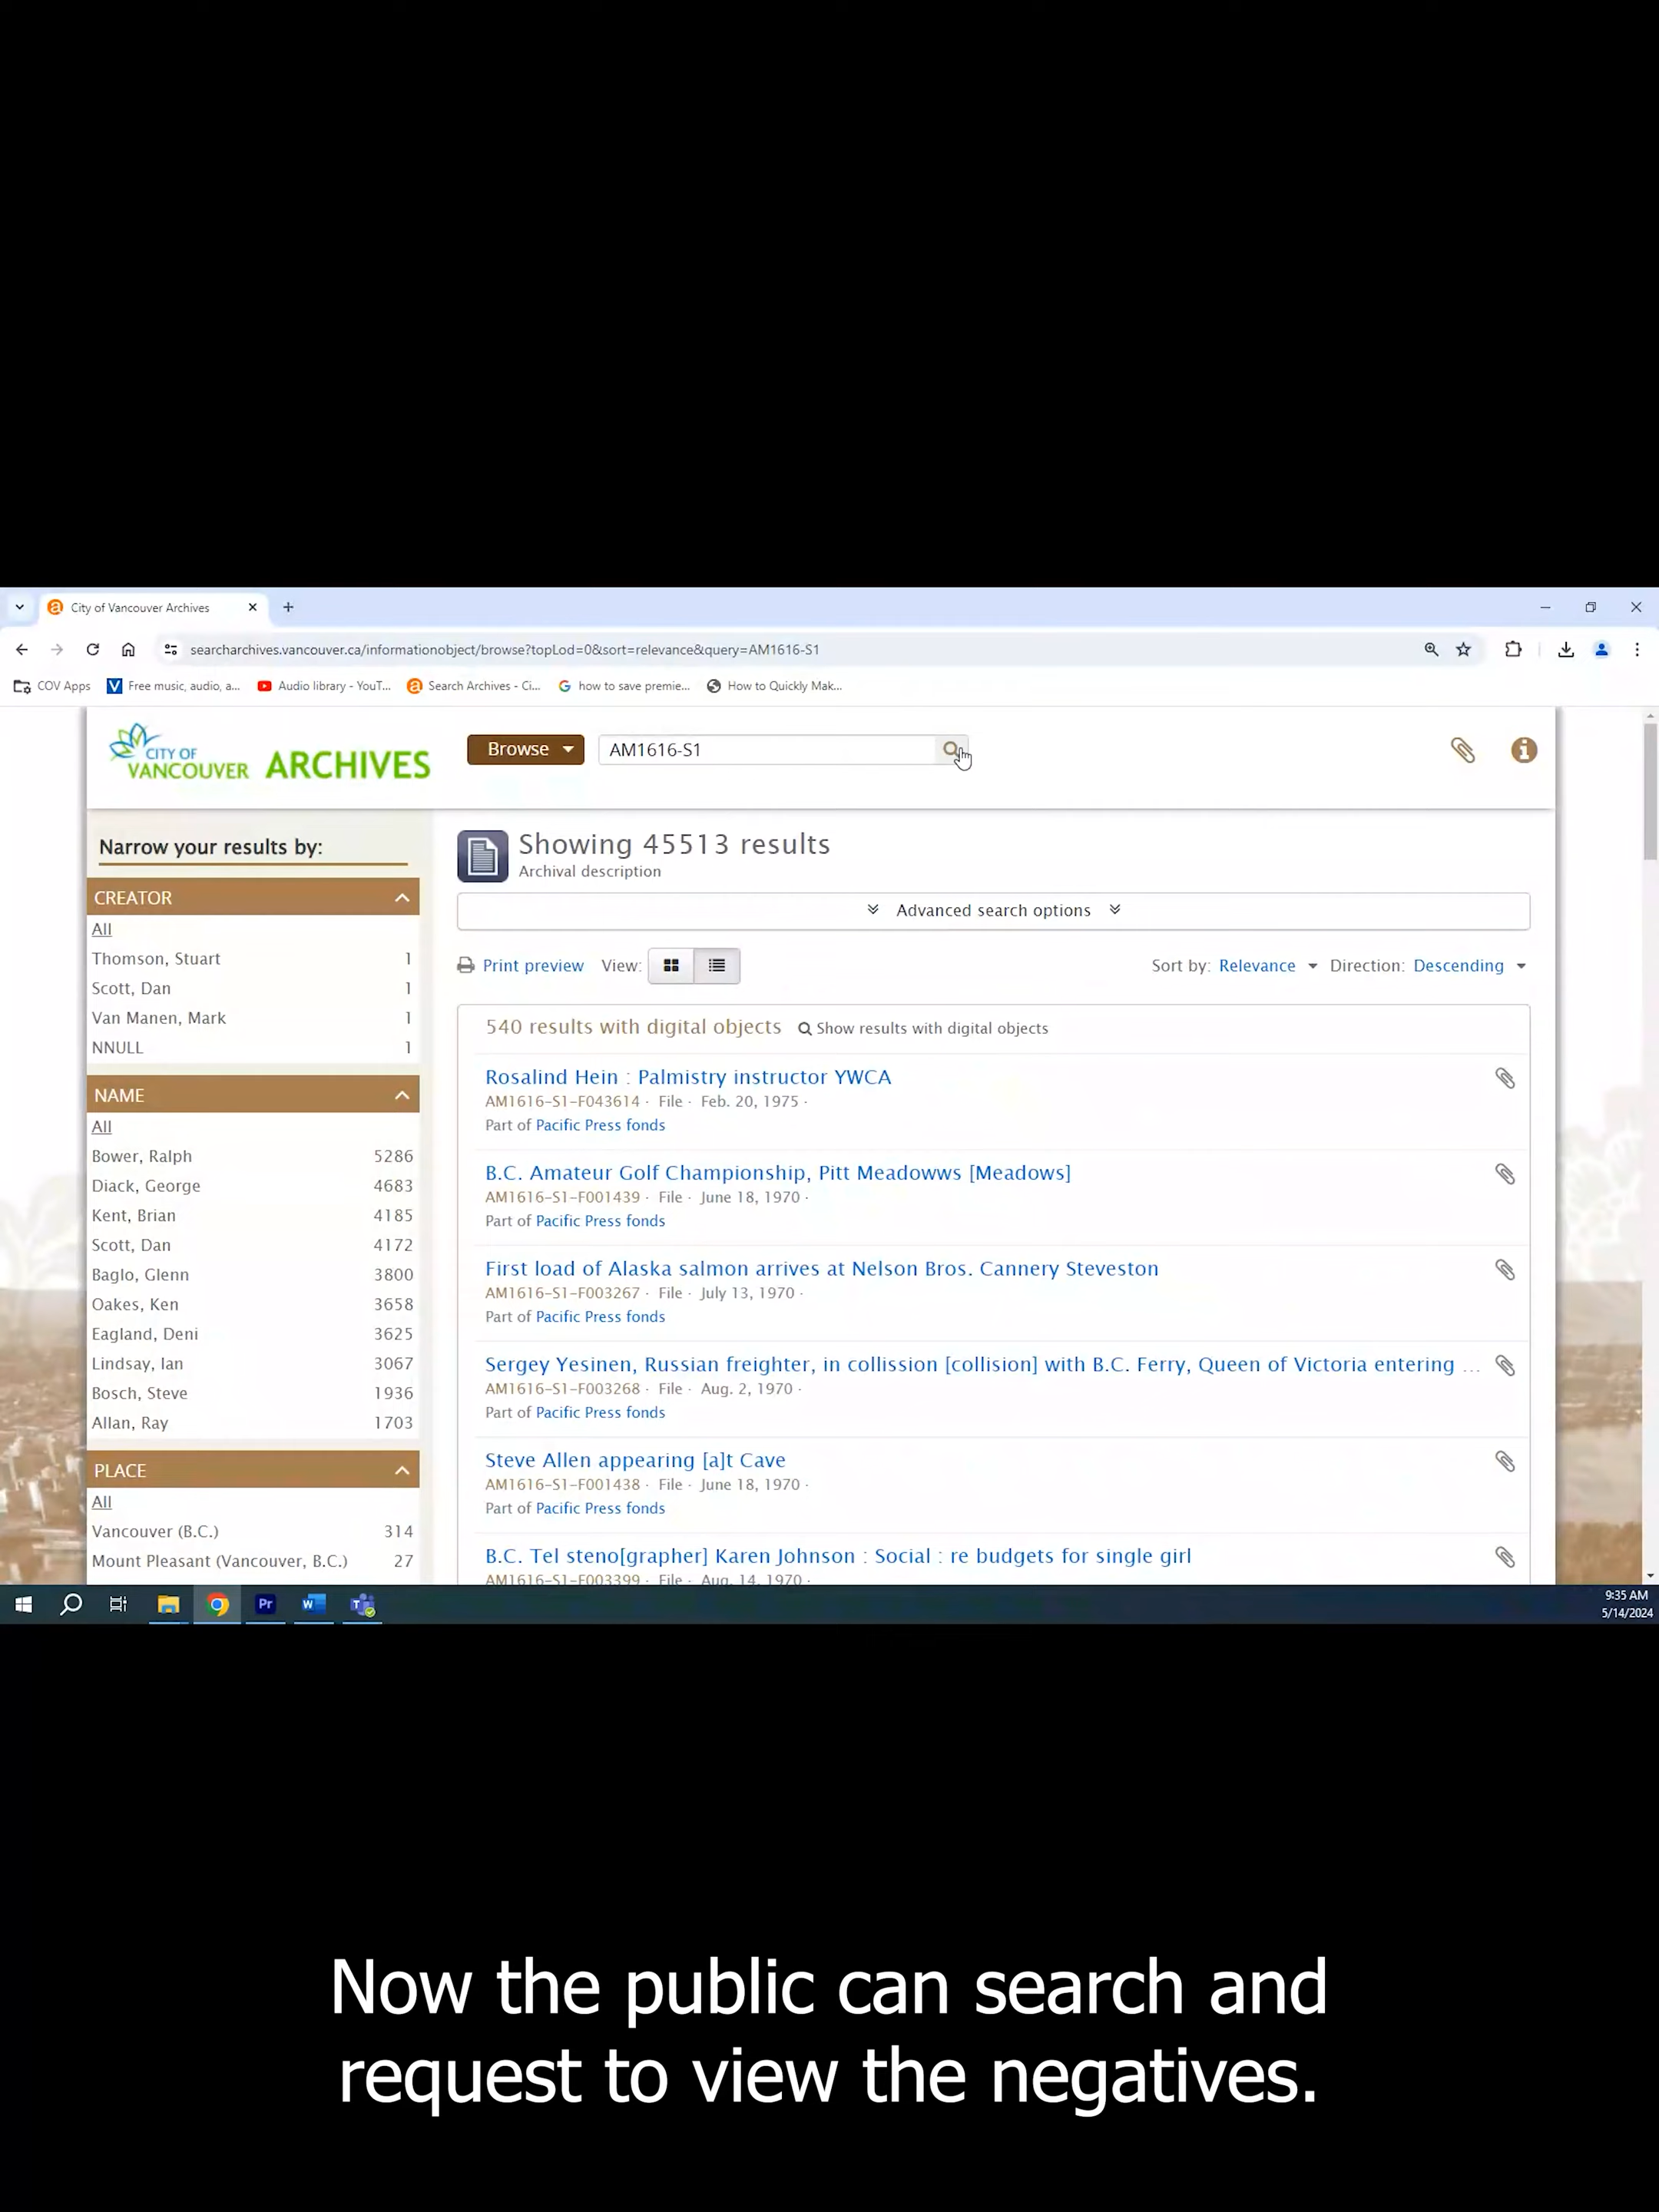 City of Vancouver Archives
searcharchives.vancouver.ca/informationobject/browse?topLod=0&sort=relevance&query=AM1616-S1
COV Apps
Free music, audio, a...
Audio library - YouT...
Search Archives - Ci...
how to save premie...
How to Quickly Mak...
CITY OF
VANCOUVER ARCHIVES
Browse
AM1616-S1
Narrow your results by:
CREATOR
All
Thomson, Stuart 1
Scott, Dan 1
Van Manen, Mark 1
NNULL 1
NAME
All
Bower, Ralph 5286
Diack, George 4683
Kent, Brian 4185
Scott, Dan 4172
Baglo, Glenn 3800
Oakes, Ken 3658
Eagland, Deni 3625
Lindsay, Ian 3067
Bosch, Steve 1936
Allan, Ray 1703
PLACE
All
Vancouver (B.C.) 314
Mount Pleasant (Vancouver, B.C.) 27
Showing 45513 results
Archival description
Advanced search options
Print preview View: Sort by: Relevance Direction: Descending
540 results with digital objects Show results with digital objects
Rosalind Hein : Palmistry instructor YWCA
AM1616-S1-F043614 · File · Feb. 20, 1975 ·
Part of Pacific Press fonds
B.C. Amateur Golf Championship, Pitt Meadowws [Meadows]
AM1616-S1-F001439 · File · June 18, 1970 ·
Part of Pacific Press fonds
First load of Alaska salmon arrives at Nelson Bros. Cannery Steveston
AM1616-S1-F003267 · File · July 13, 1970 ·
Part of Pacific Press fonds
Sergey Yesinen, Russian freighter, in collission [collision] with B.C. Ferry, Queen of Victoria entering ...
AM1616-S1-F003268 · File · Aug. 2, 1970 ·
Part of Pacific Press fonds
Steve Allen appearing [a]t Cave
AM1616-S1-F001438 · File · June 18, 1970 ·
Part of Pacific Press fonds
B.C. Tel steno[grapher] Karen Johnson : Social : re budgets for single girl
AM1616-S1-F003399 · File · Aug. 14, 1970 ·
Pr
W
T
9:35 AM
5/14/2024
Now the public can search and
request to view the negatives.